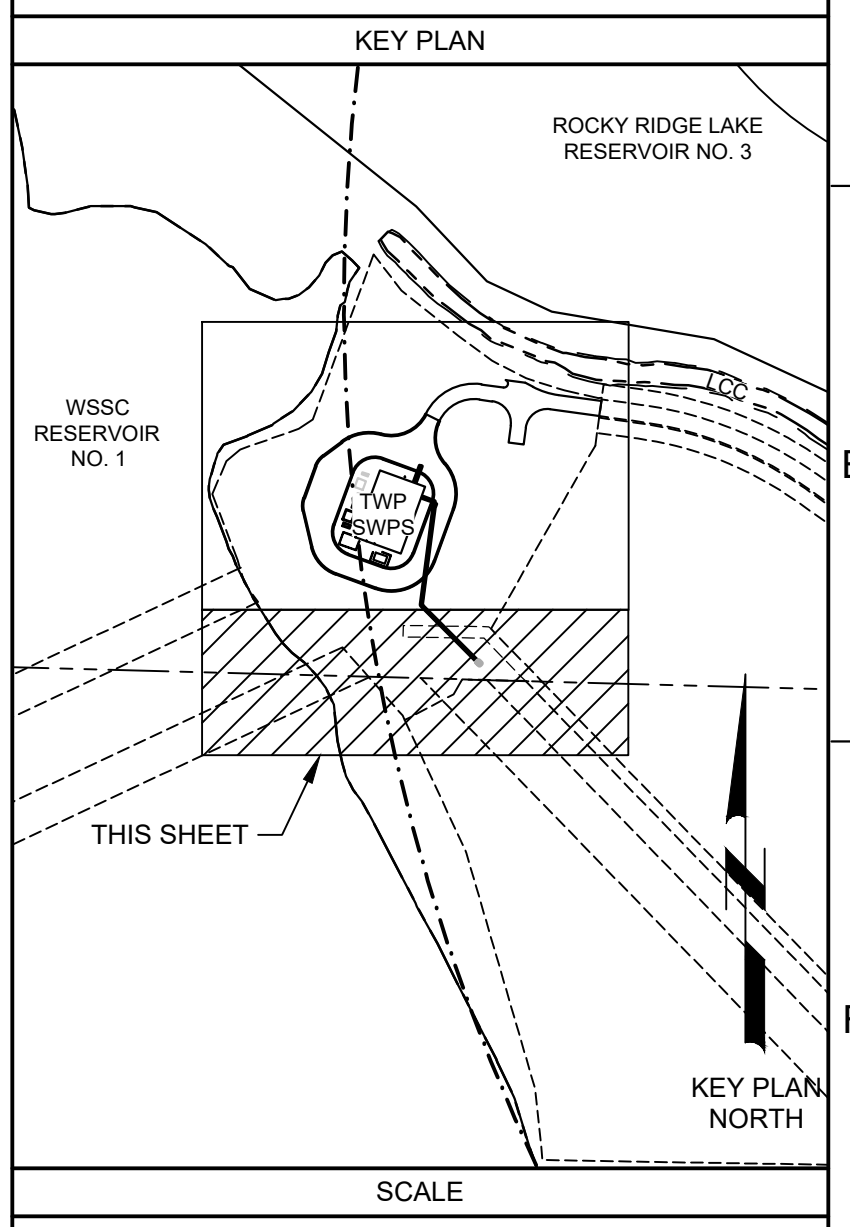 KEY PLAN
ROCKY RIDGE LAKE
RESERVOIR NO. 3
LCC
WSSC
RESERVOIR
NO. 1
TWP
SWPS
THIS SHEET
KEY PLAN
NORTH
SCALE